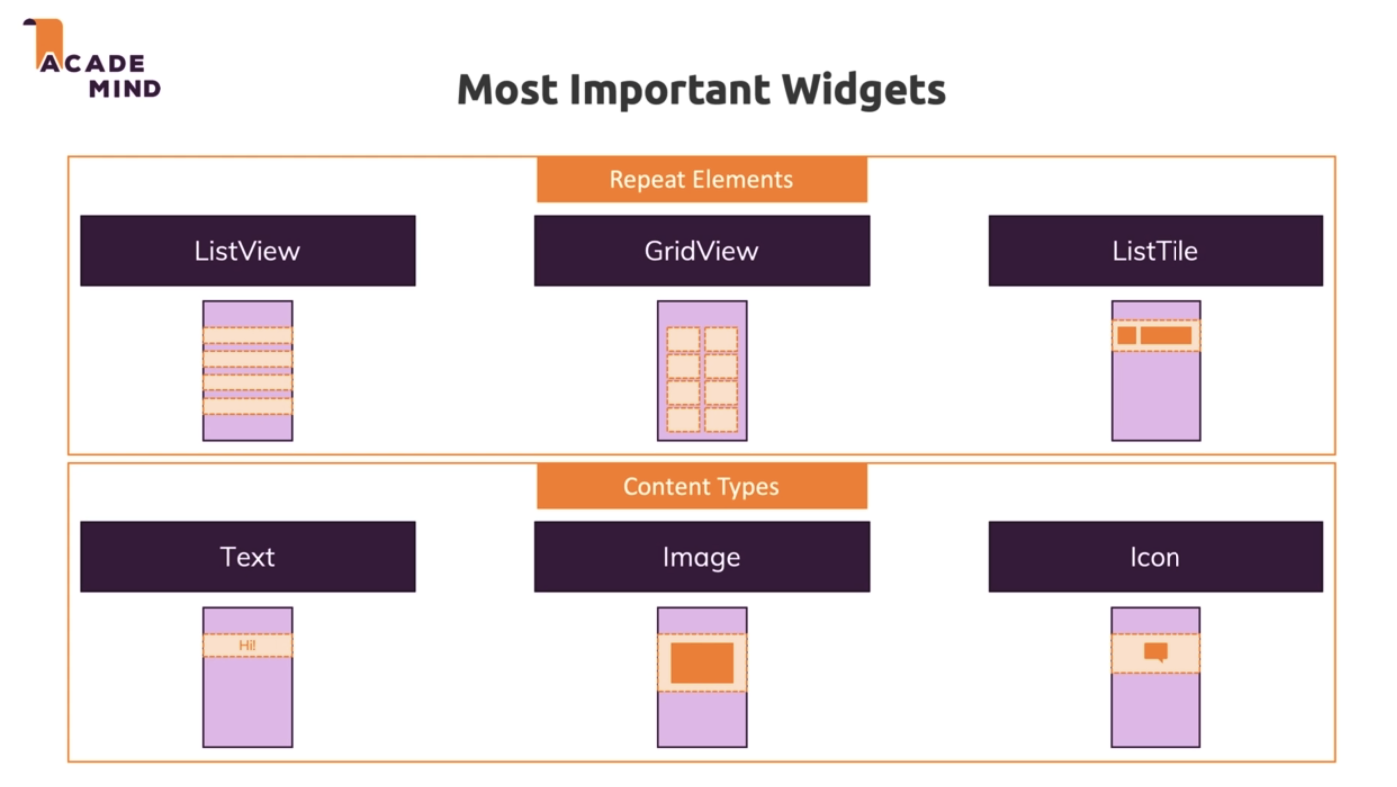 ACADE
MIND
Most Important Widgets
Repeat Elements
ListView
GridView
ListTile
Content Types
Text
Image
Icon
Hi!